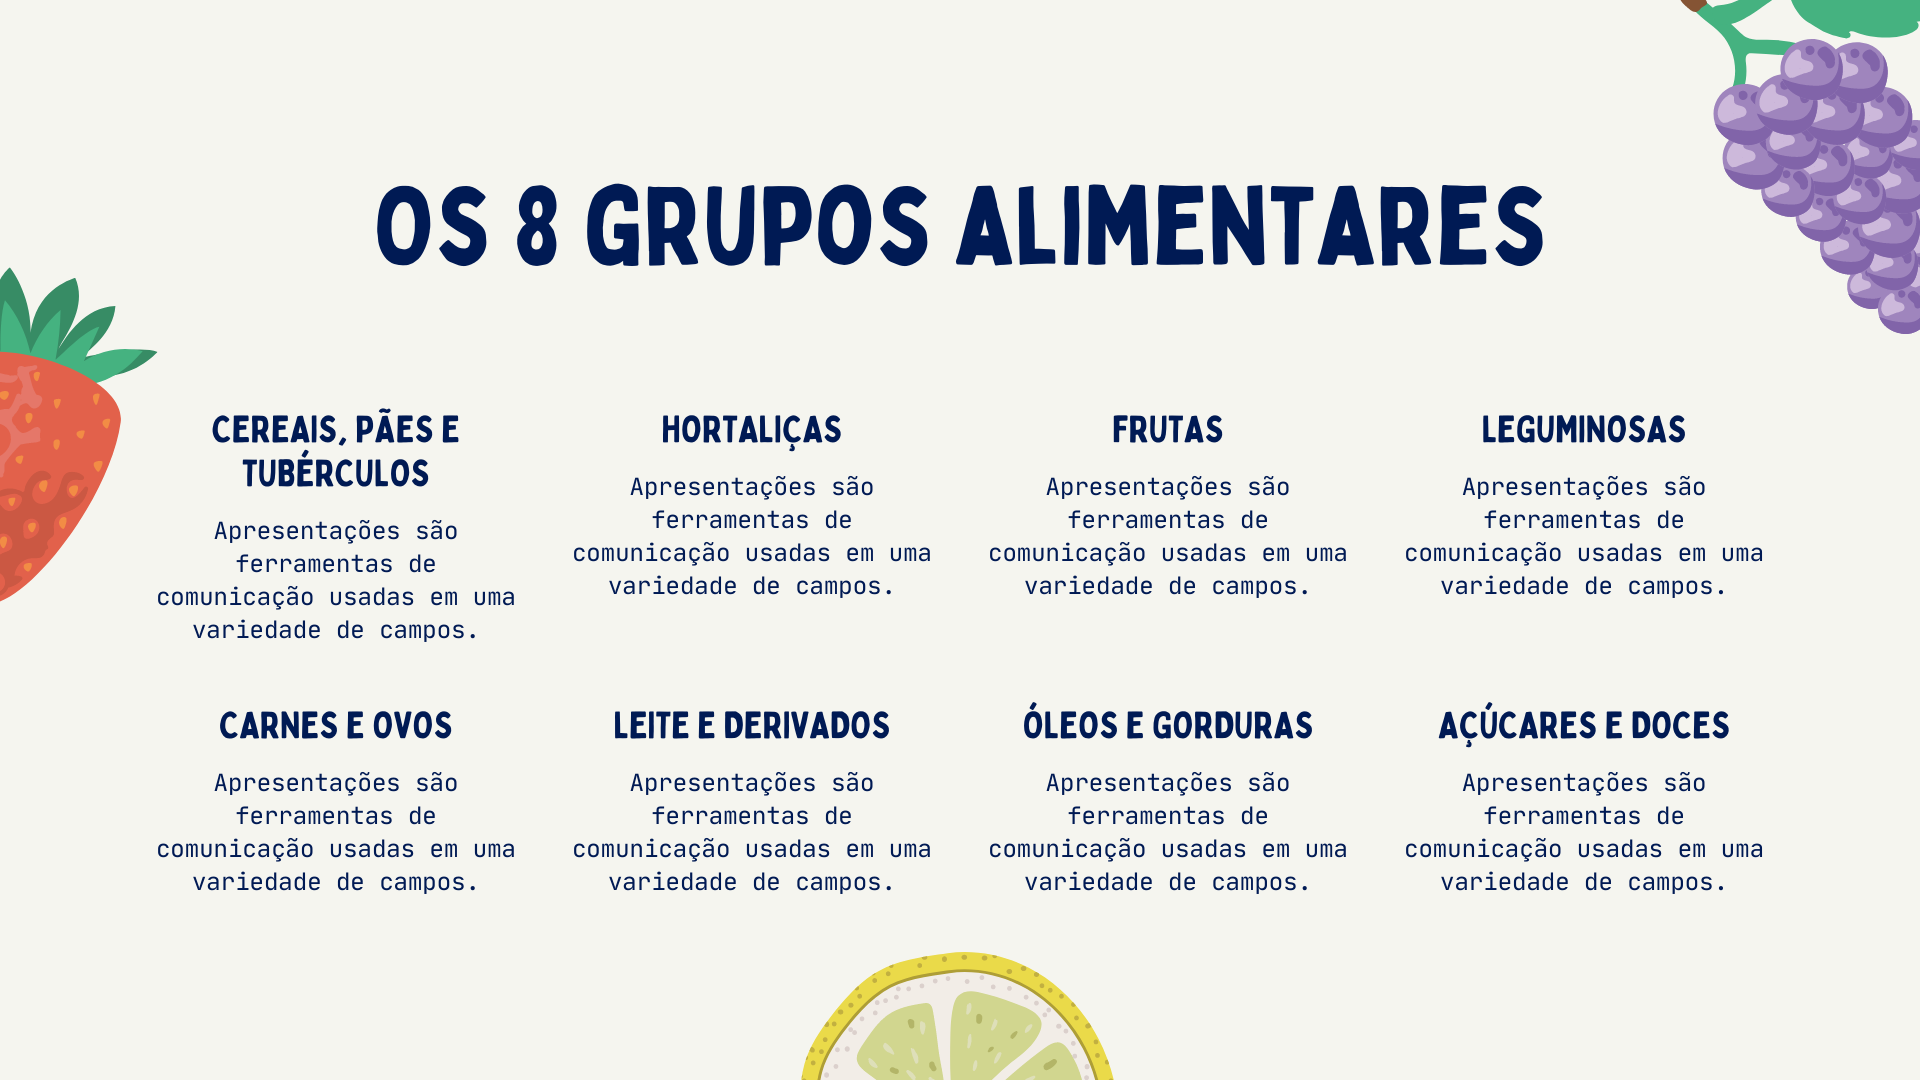 OS 8 GRUPOS ALIMENTARES
CEREAIS, PÃES E
TUBÉRCULOS
Apresentações são
ferramentas de
comunicação usadas em uma
variedade de campos.
HORTALIÇAS
Apresentações são
ferramentas de
comunicação usadas em uma
variedade de campos.
FRUTAS
Apresentações são
ferramentas de
comunicação usadas em uma
variedade de campos.
LEGUMINOSAS
Apresentações são
ferramentas de
comunicação usadas em uma
variedade de campos.
CARNES E OVOS
Apresentações são
ferramentas de
comunicação usadas em uma
variedade de campos.
LEITE E DERIVADOS
Apresentações são
ferramentas de
comunicação usadas em uma
variedade de campos.
ÓLEOS E GORDURAS
Apresentações são
ferramentas de
comunicação usadas em uma
variedade de campos.
AÇÚCARES E DOCES
Apresentações são
ferramentas de
comunicação usadas em uma
variedade de campos.